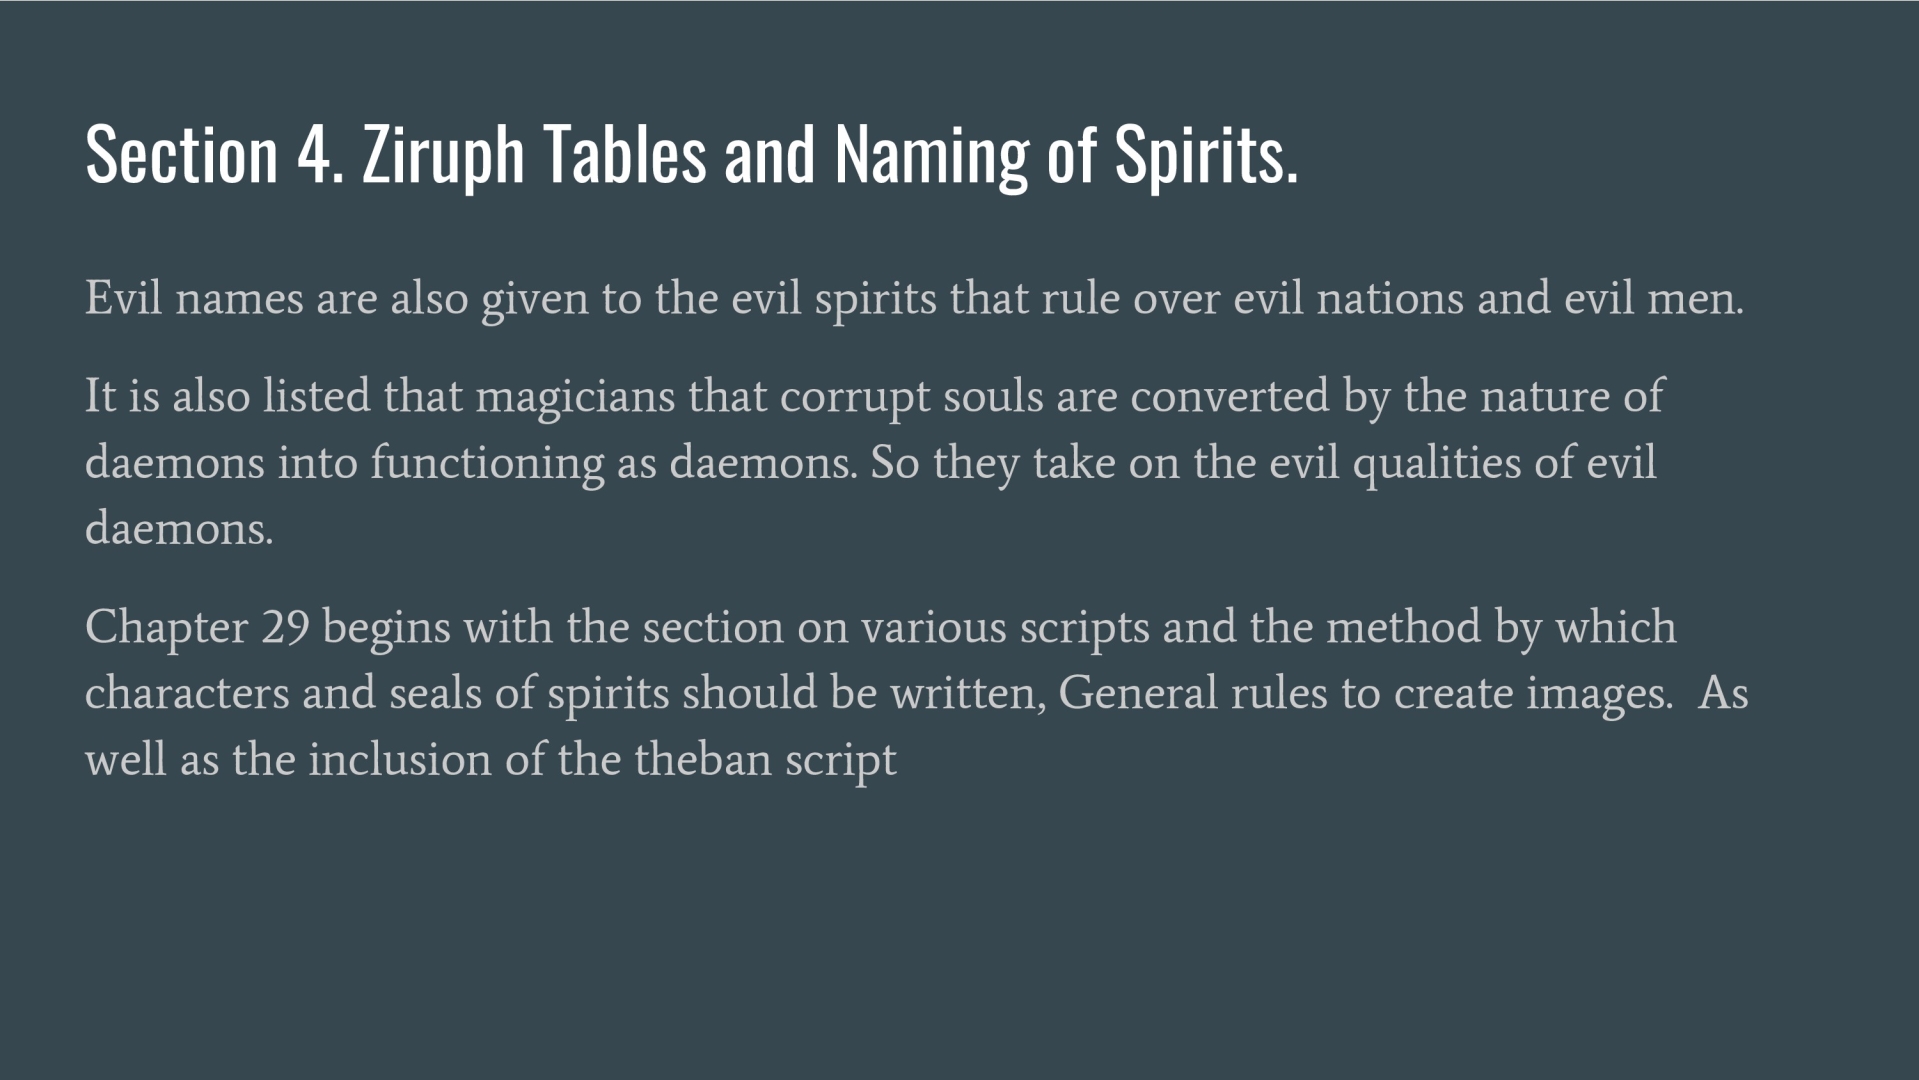 Section 4. Ziruph Tables and Naming of Spirits.
Evil names are also given to the evil spirits that rule over evil nations and evil men.
It is also listed that magicians that corrupt souls are converted by the nature of
daemons into functioning as daemons. So they take on the evil qualities of evil
daemons.
Chapter 29 begins with the section on various scripts and the method by which
characters and seals of spirits should be written, General rules to create images.  As
well as the inclusion of the theban script